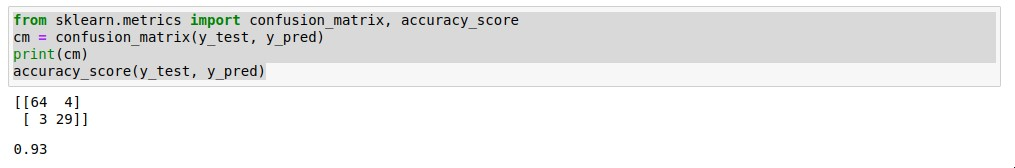 from sklearn.metrics import confusion_matrix, accuracy_score
cm = confusion_matrix(y_test, y_pred)
print(cm)
accuracy_score(y_test, y_pred)
[[64  4]
 [ 3 29]]
0.93